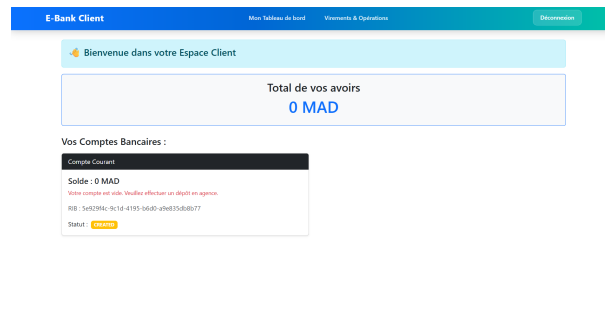 E-Bank Client
Mon Tableau de bord
Virements & Opérations
Déconnexion
Bienvenue dans votre Espace Client
Total de vos avoirs
0 MAD
Vos Comptes Bancaires :
Compte Courant
Solde : 0 MAD
Votre compte est vide. Veuillez effectuer un dépôt en agence.
RIB : 5e929f4c-9c1d-4195-b6d0-a9e835db8b77
Statut : CREATED